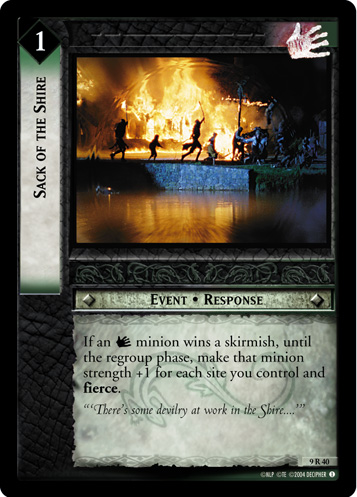 1
SACK OF THE SHIRE
EVENT • RESPONSE
If an minion wins a skirmish, until
the regroup phase, make that minion
strength +1 for each site you control and
fierce.
“‘There’s some devilry at work in the Shire....’”
9 R 40
©NLP ©TE ©2004 DECIPHER